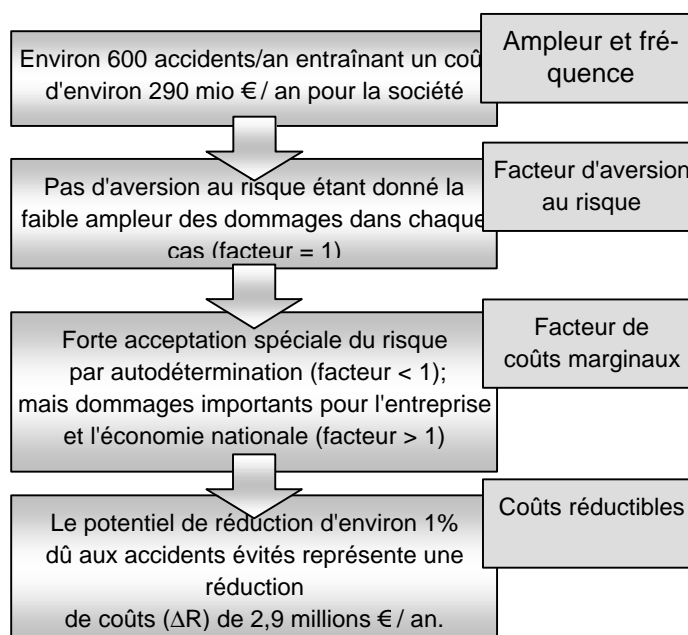 Environ 600 accidents/an entraînant un coû
d'environ 290 mio € / an pour la société
Ampleur et fré-
quence
Pas d'aversion au risque étant donné la
faible ampleur des dommages dans chaque
cas (facteur = 1)
Facteur d'aversion
au risque
Forte acceptation spéciale du risque
par autodétermination (facteur < 1);
mais dommages importants pour l'entreprise
et l'économie nationale (facteur > 1)
Facteur de
coûts marginaux
Le potentiel de réduction d'environ 1%
dû aux accidents évités représente une
réduction
de coûts (∆R) de 2,9 millions € / an.
Coûts réductibles